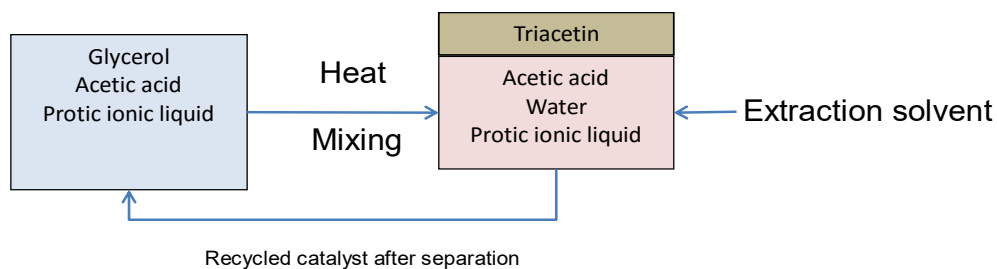 Glycerol
Acetic acid
Protic ionic liquid
Heat
Mixing
Triacetin
Acetic acid
Water
Protic ionic liquid
Extraction solvent
Recycled catalyst after separation